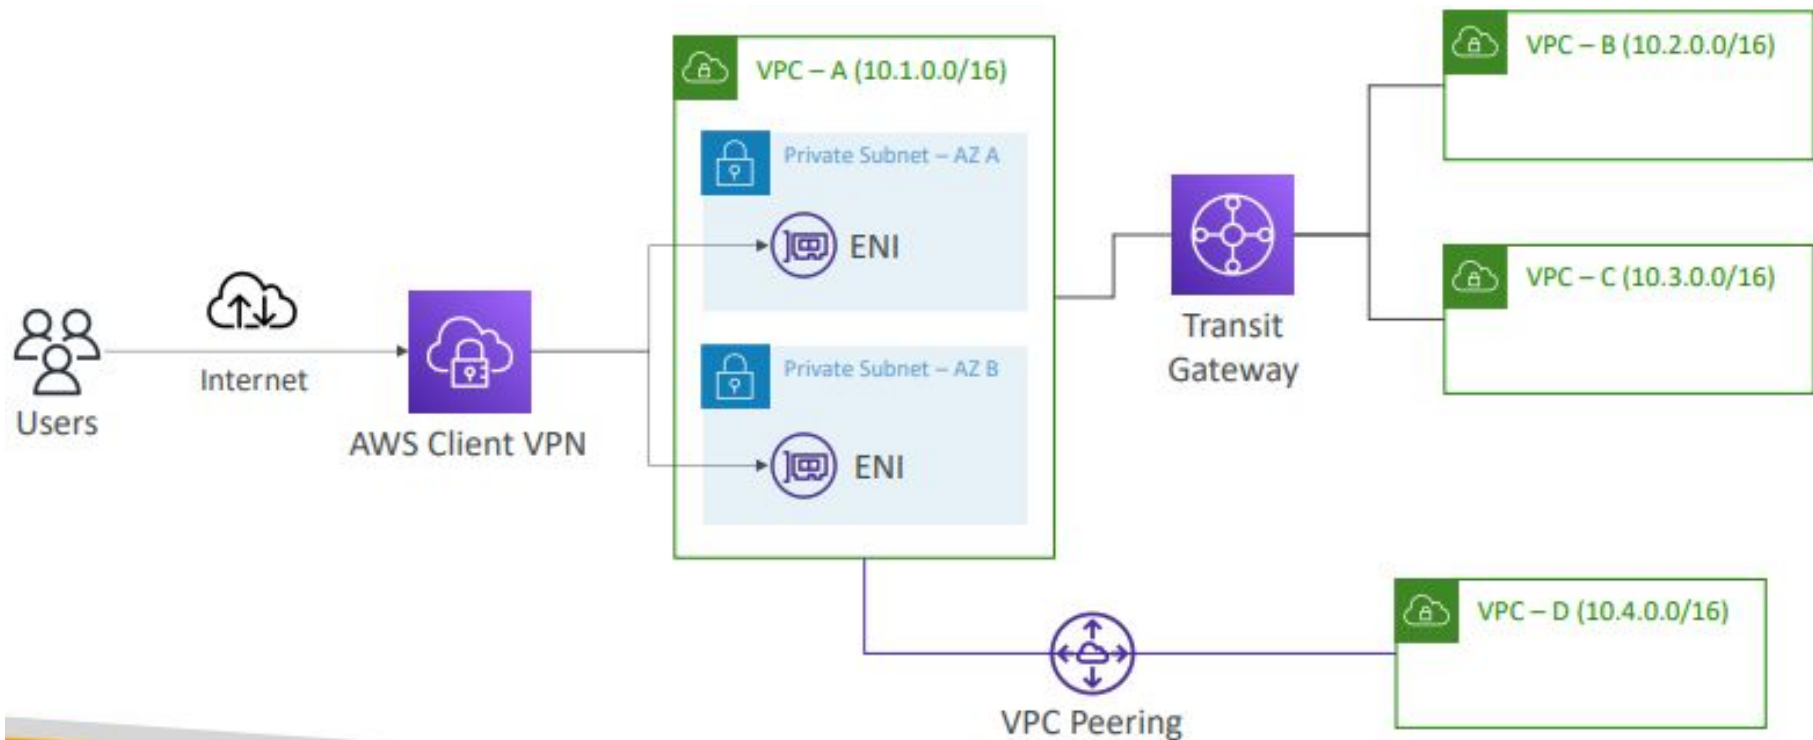 VPC – A (10.1.0.0/16)
Private Subnet – AZ A
ENI
Private Subnet – AZ B
ENI
Users
Internet
AWS Client VPN
Transit
Gateway
VPC – B (10.2.0.0/16)
VPC – C (10.3.0.0/16)
VPC Peering
VPC – D (10.4.0.0/16)